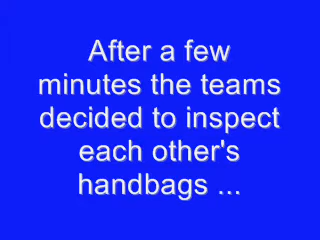 After a few
minutes the teams
decided to inspect
each other's
handbags ...